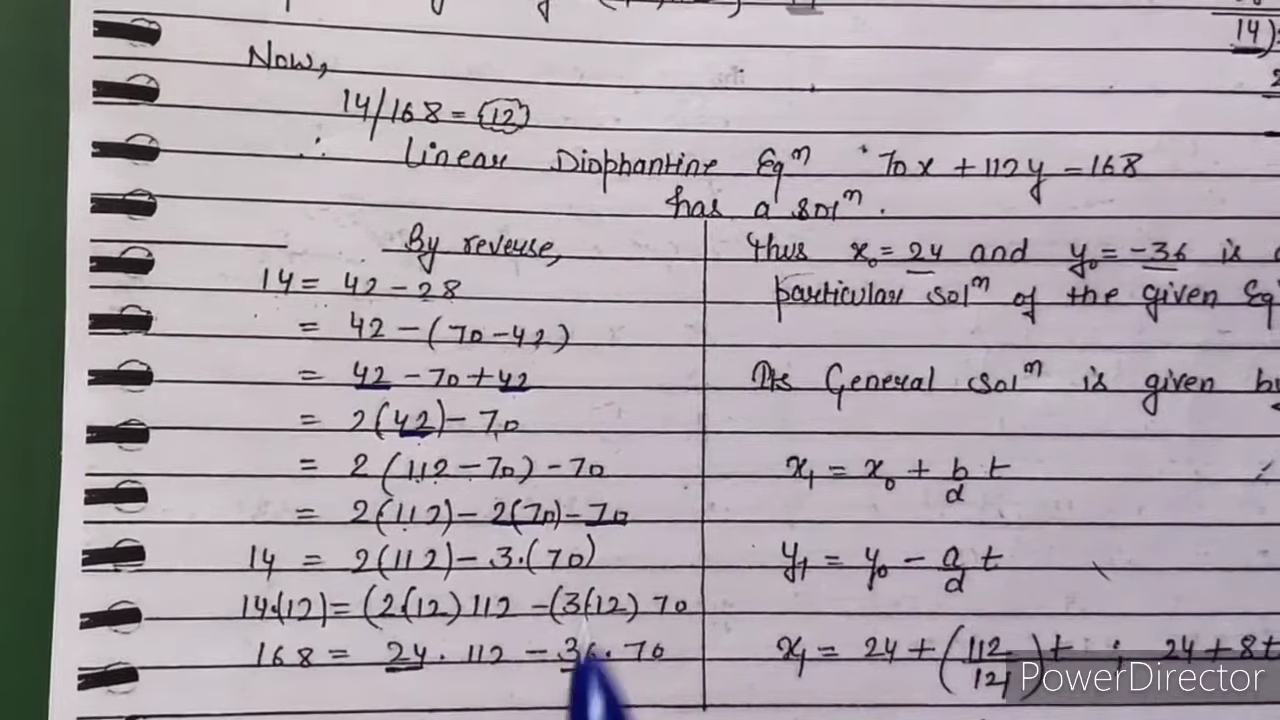 14)
Now,
14/168 = 12
∴ Linear Diophantine Eqⁿ 70x + 112y = 168
has a solⁿ.
By reverse,
14 = 42 - 28
= 42 - (70 - 42)
= 42 - 70 + 42
= 2(42) - 70
= 2(112 - 70) - 70
= 2(112) - 2(70) - 70
14 = 2(112) - 3.(70)
14.(12) = (2(12) 112 - (3(12) 70
168 = 24 . 112 - 36 . 70
Thus x₀ = 24 and y₀ = -36 is
particular solⁿ of the given Eq
Its General solⁿ is given by
x₁ = x₀ + b/d t
y₁ = y₀ - a/d t
x₁ = 24 + (112/14) t ; 24 + 8t
PowerDirector